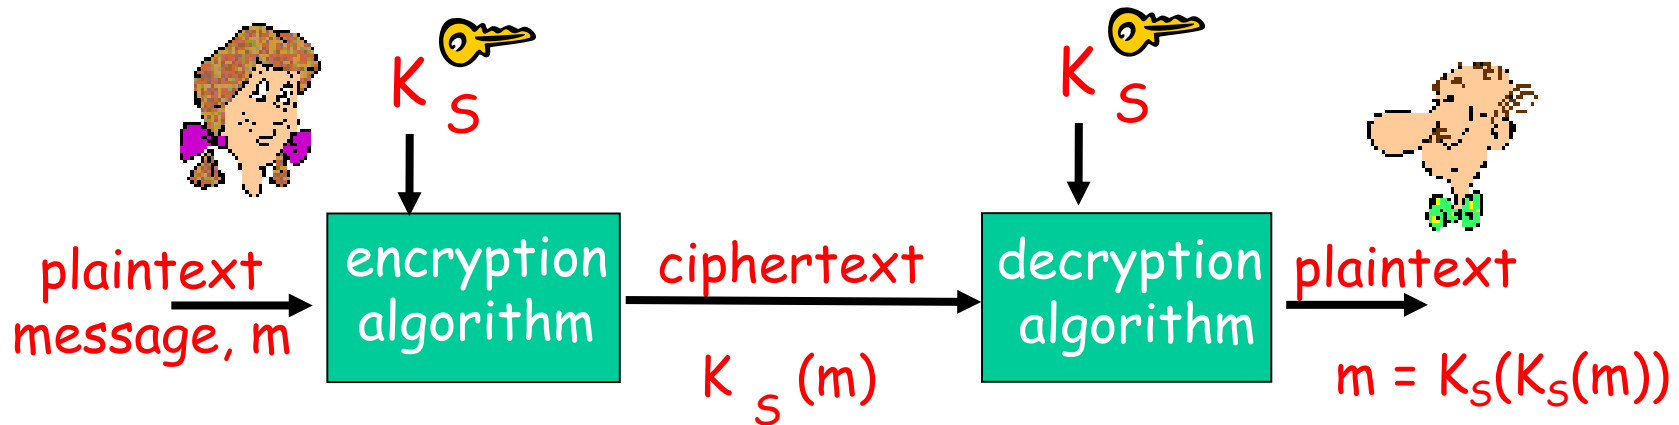 K S
K S
plaintext
message, m
encryption
algorithm
ciphertext
K S (m)
decryption
algorithm
plaintext
m = KS(KS(m))